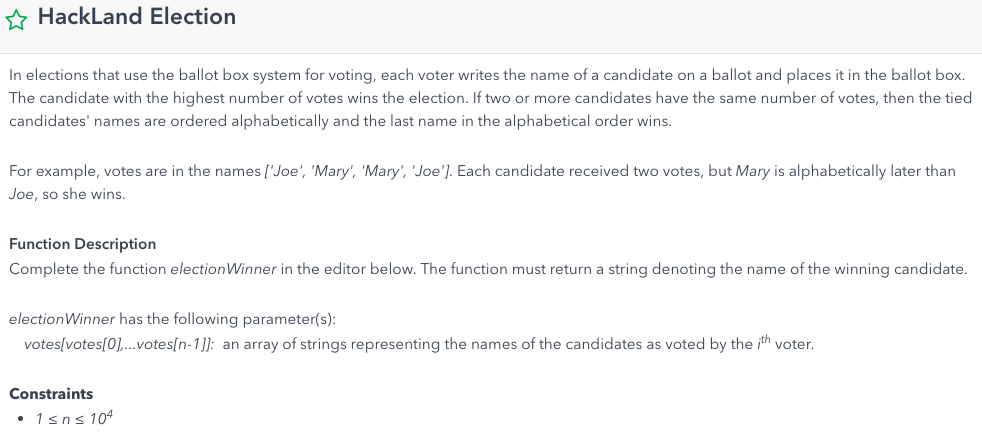 HackLand Election
In elections that use the ballot box system for voting, each voter writes the name of a candidate on a ballot and places it in the ballot box.
The candidate with the highest number of votes wins the election. If two or more candidates have the same number of votes, then the tied
candidates' names are ordered alphabetically and the last name in the alphabetical order wins.
For example, votes are in the names ['Joe', 'Mary', 'Mary', 'Joe']. Each candidate received two votes, but Mary is alphabetically later than
Joe, so she wins.
Function Description
Complete the function electionWinner in the editor below. The function must return a string denoting the name of the winning candidate.
electionWinner has the following parameter(s):
votes[votes[0],...votes[n-1]]: an array of strings representing the names of the candidates as voted by the iᵗʰ voter.
Constraints
• 1 ≤ n ≤ 10⁴